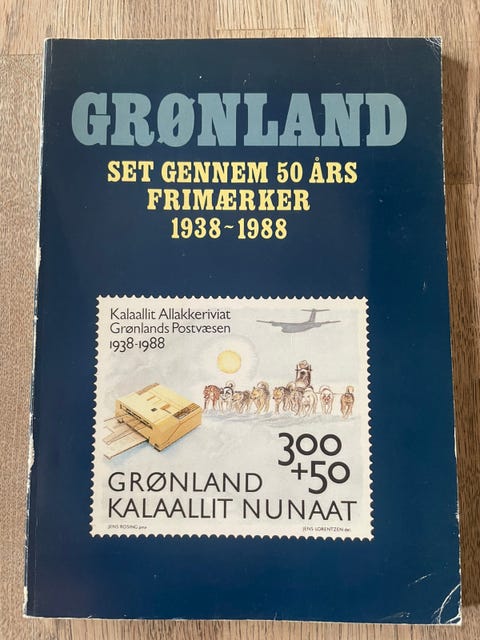 GRØNLAND
SET GENNEM 50 ÅRS
FRIMÆRKER
1938~1988
Kalaallit Allakkeriviat
Grønlands Postvæsen
1938-1988
300
+50
GRØNLAND
KALAALLIT NUNAAT
JENS ROSING pinx
JENS LORENTZEN del.